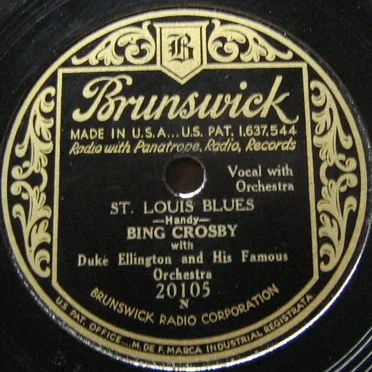 B
Brunswick
MADE IN U.S.A... U.S. PAT. 1,637,544
Radio with Panatrope, Radio, Records
Vocal with
Orchestra
ST. LOUIS BLUES
—Handy—
BING CROSBY
with
Duke Ellington and His Famous
Orchestra
20105
N
BRUNSWICK RADIO CORPORATION
U.S. PAT. OFFICE.... M. DE F. MARCA INDUSTRIAL REGISTRATA